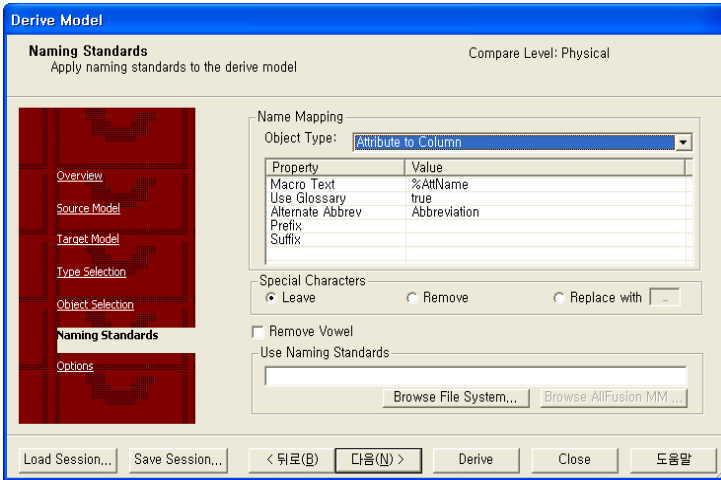 Derive Model
Naming Standards
Compare Level: Physical
Apply naming standards to the derive model
Overview
Source Model
Target Model
Type Selection
Object Selection
Naming Standards
Options
Name Mapping
Object Type: Attribute to Column
Property Value
Macro Text %AttName
Use Glossary true
Alternate Abbrev Abbreviation
Prefix
Suffix
Special Characters
Leave Remove Replace with _
Remove Vowel
Use Naming Standards
Browse File System... Browse AllFusion MM ...
Load Session... Save Session... < 뒤로(B) 다음(N) > Derive Close 도움말